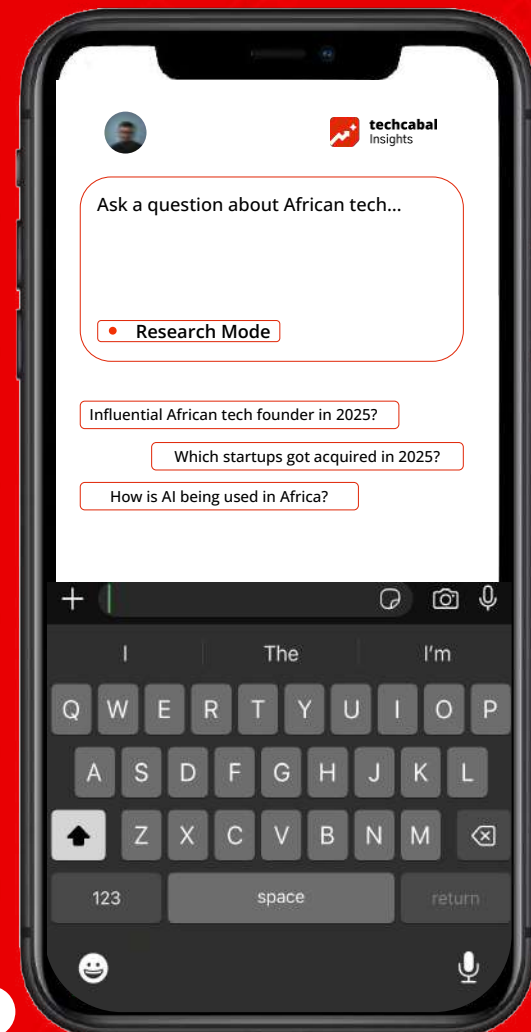 techcabal
Insights
Ask a question about African tech...
Research Mode
Influential African tech founder in 2025?
Which startups got acquired in 2025?
How is AI being used in Africa?
I The I'm
Q W E R T Y U I O P
A S D F G H J K L
Z X C V B N M
123 space return